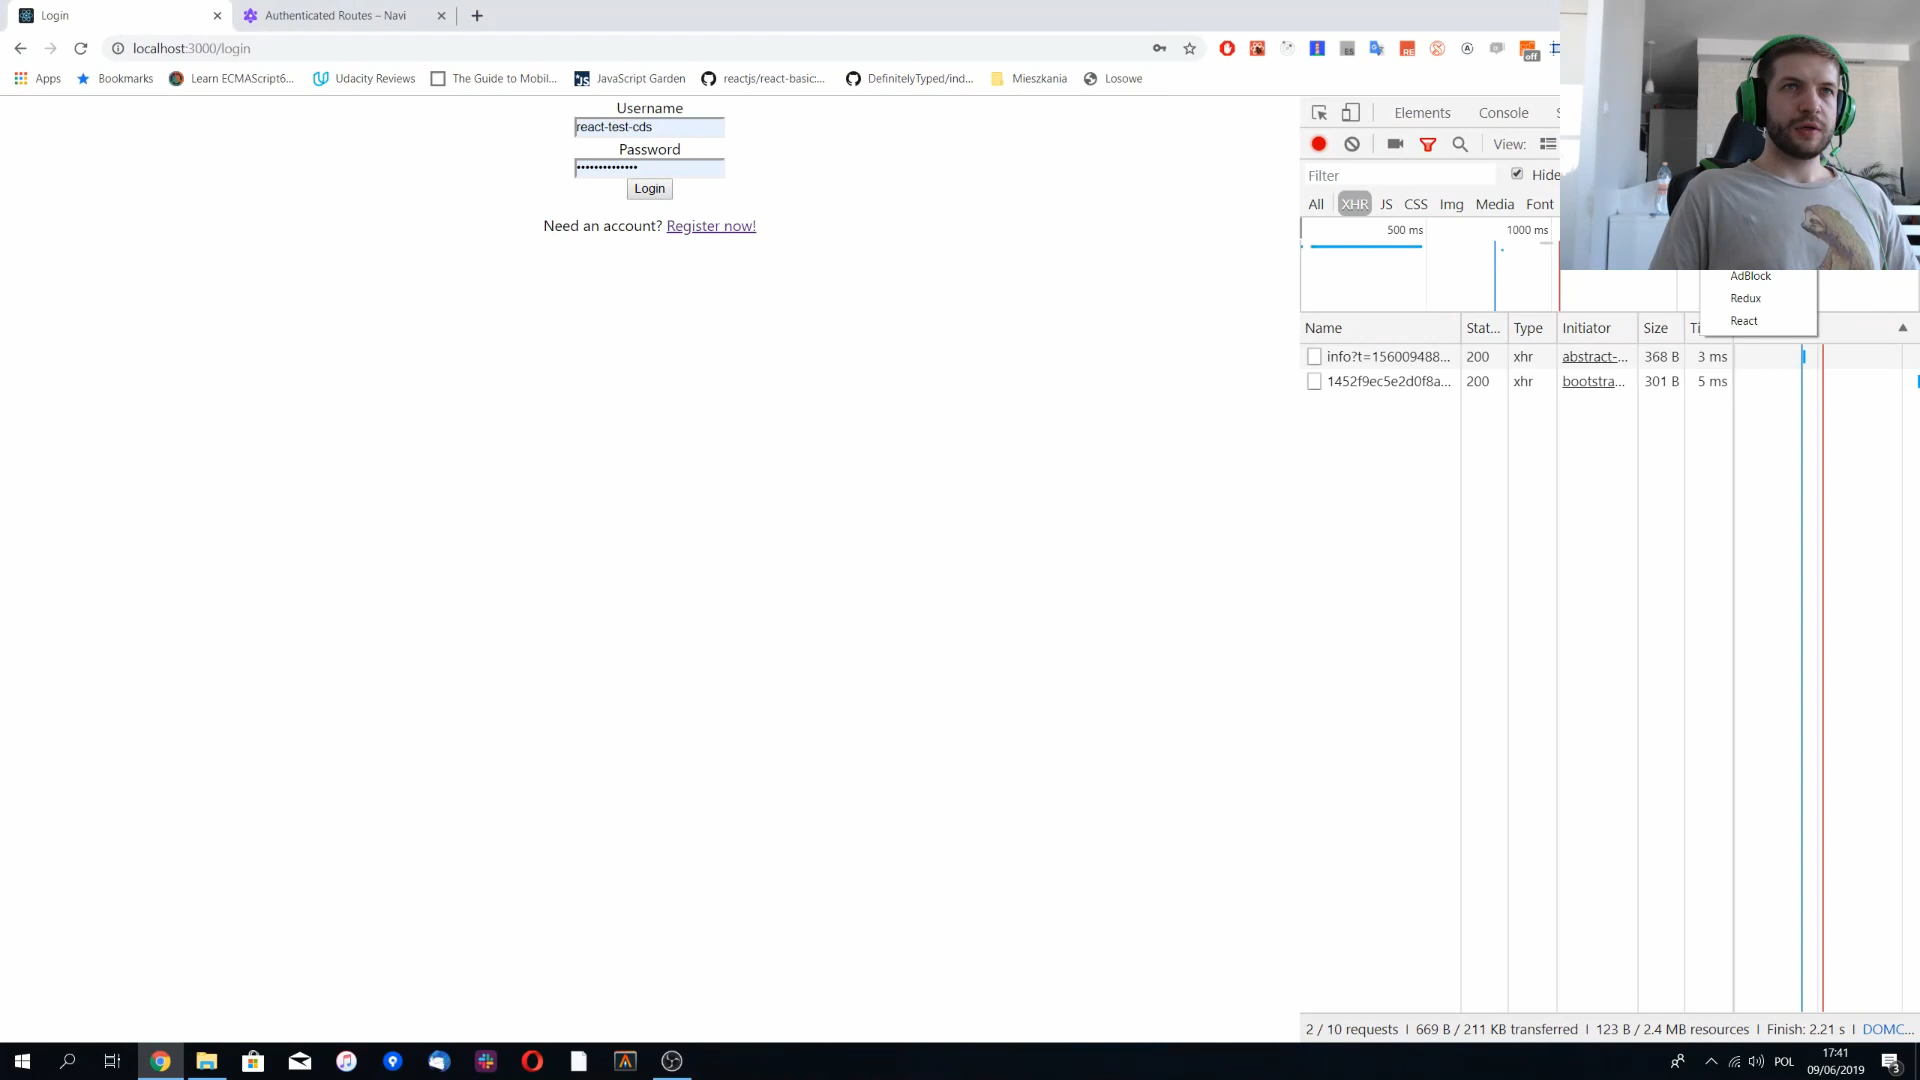 Login
Authenticated Routes – Navi
localhost:3000/login
Apps
Bookmarks
Learn ECMAScript6...
Udacity Reviews
The Guide to Mobil...
JavaScript Garden
reactjs/react-basic:...
DefinitelyTyped/ind...
Mieszkania
Losowe
off
Username
react-test-cds
Password
••••••••••••••
Login
Need an account? Register now!
Elements
Console
View:
Filter
Hide
All
XHR
JS
CSS
Img
Media
Font
500 ms
1000 ms
AdBlock
Redux
React
Name
Stat...
Type
Initiator
Size
info?t=156009488...
200
xhr
abstract-...
368 B
3 ms
1452f9ec5e2d0f8a...
200
xhr
bootstra...
301 B
5 ms
2 / 10 requests | 669 B / 211 KB transferred | 123 B / 2.4 MB resources | Finish: 2.21 s | DOMC...
POL
17:41
09/06/2019
3